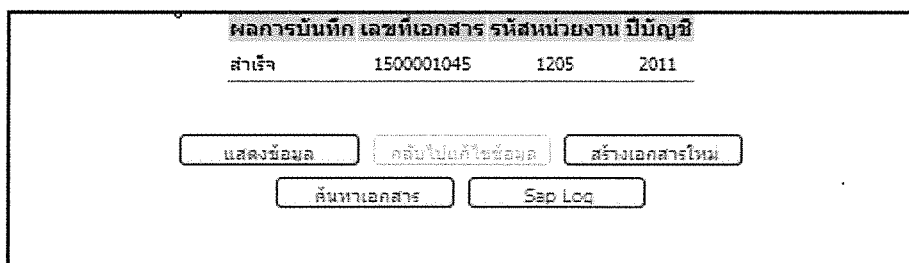 ผลการบันทึก เลขที่เอกสาร รหัสหน่วยงาน ปีบัญชี
สำเร็จ 1500001045 1205 2011
แสดงข้อมูล กลับไปแก้ไขข้อมูล สร้างเอกสารใหม่
ค้นหาเอกสาร Sap Log